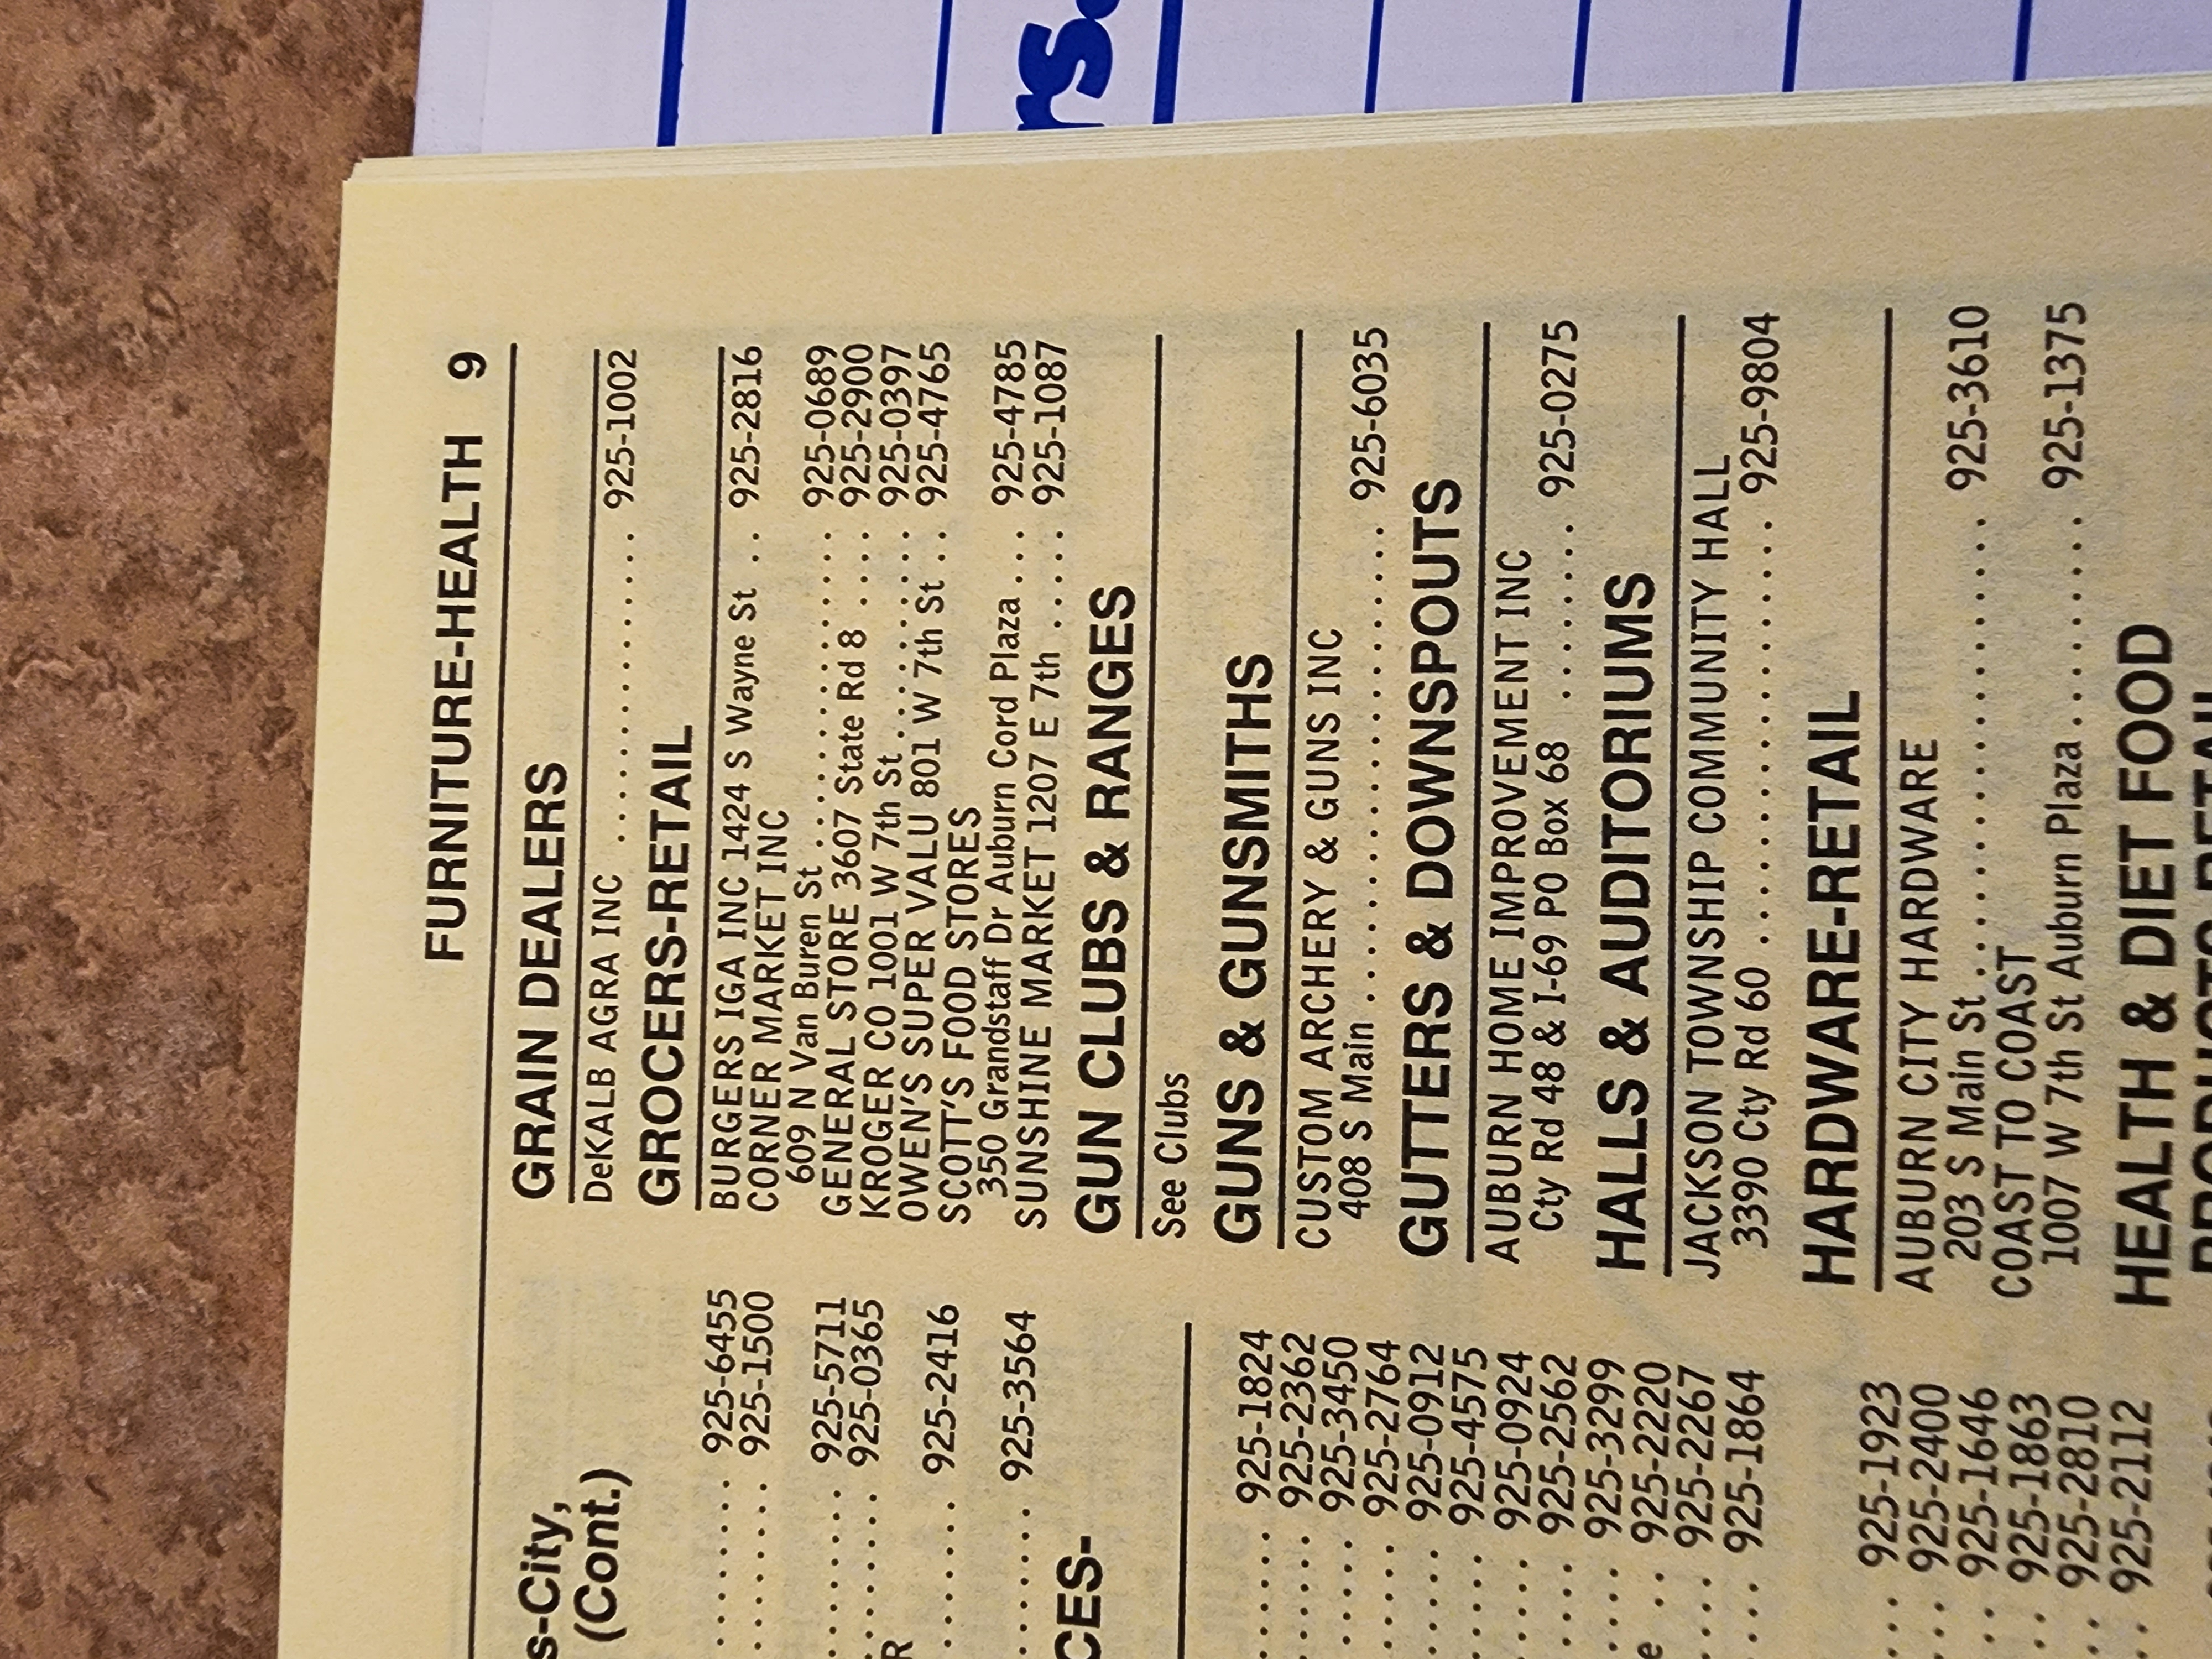 FURNITURE-HEALTH 9
s-City,
(Cont.)
925-6455
925-1500
925-5711
925-0365
R
925-2416
925-3564
CES-
925-1824
925-2362
925-3450
925-2764
925-0912
925-4575
925-0924
925-2562
925-3299
e .. 925-2220
925-2267
925-1864
925-1923
925-2400
925-1646
925-1863
925-2810
925-2112
GRAIN DEALERS
DeKALB AGRA INC .................. 925-1002
GROCERS-RETAIL
BURGERS IGA INC 1424 S Wayne St .. 925-2816
CORNER MARKET INC
609 N Van Buren St ............... 925-0689
GENERAL STORE 3607 State Rd 8 .... 925-2900
KROGER CO 1001 W 7th St .......... 925-0397
OWEN'S SUPER VALU 801 W 7th St .. 925-4765
SCOTT'S FOOD STORES
350 Grandstaff Dr Auburn Cord Plaza ... 925-4785
SUNSHINE MARKET 1207 E 7th ..... 925-1087
GUN CLUBS & RANGES
See Clubs
GUNS & GUNSMITHS
CUSTOM ARCHERY & GUNS INC
408 S Main ........................ 925-6035
GUTTERS & DOWNSPOUTS
AUBURN HOME IMPROVEMENT INC
Cty Rd 48 & I-69 PO Box 68 ........ 925-0275
HALLS & AUDITORIUMS
JACKSON TOWNSHIP COMMUNITY HALL
3390 Cty Rd 60 .................... 925-9804
HARDWARE-RETAIL
AUBURN CITY HARDWARE
203 S Main St ..................... 925-3610
COAST TO COAST
1007 W 7th St Auburn Plaza .......... 925-1375
HEALTH & DIET FOOD
PRODUCTS-RETAIL
rs.